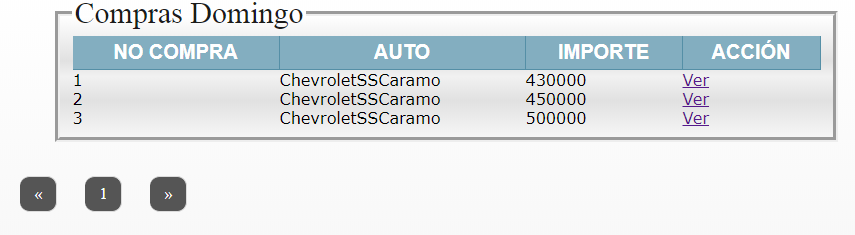 Compras Domingo
NO COMPRA AUTO IMPORTE ACCIÓN
1 ChevroletSSCaramo 430000 Ver
2 ChevroletSSCaramo 450000 Ver
3 ChevroletSSCaramo 500000 Ver
« 1 »